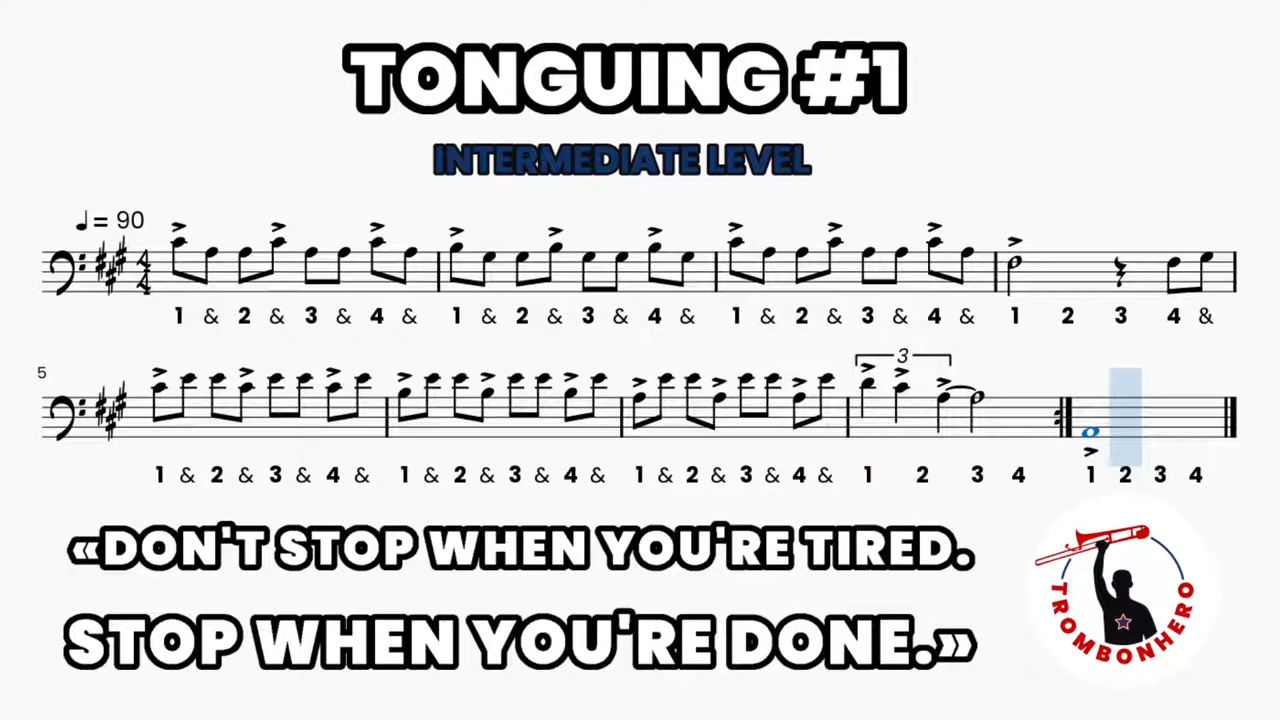 TONGUING #1
INTERMEDIATE LEVEL
♩= 90
1 & 2 & 3 & 4 & 1 & 2 & 3 & 4 & 1 & 2 & 3 & 4 & 1 2 3 4 &
5
3
1 & 2 & 3 & 4 & 1 & 2 & 3 & 4 & 1 & 2 & 3 & 4 & 1 2 3 4 1 2 3 4
«DON'T STOP WHEN YOU'RE TIRED.
STOP WHEN YOU'RE DONE.»
TROMBONHERO